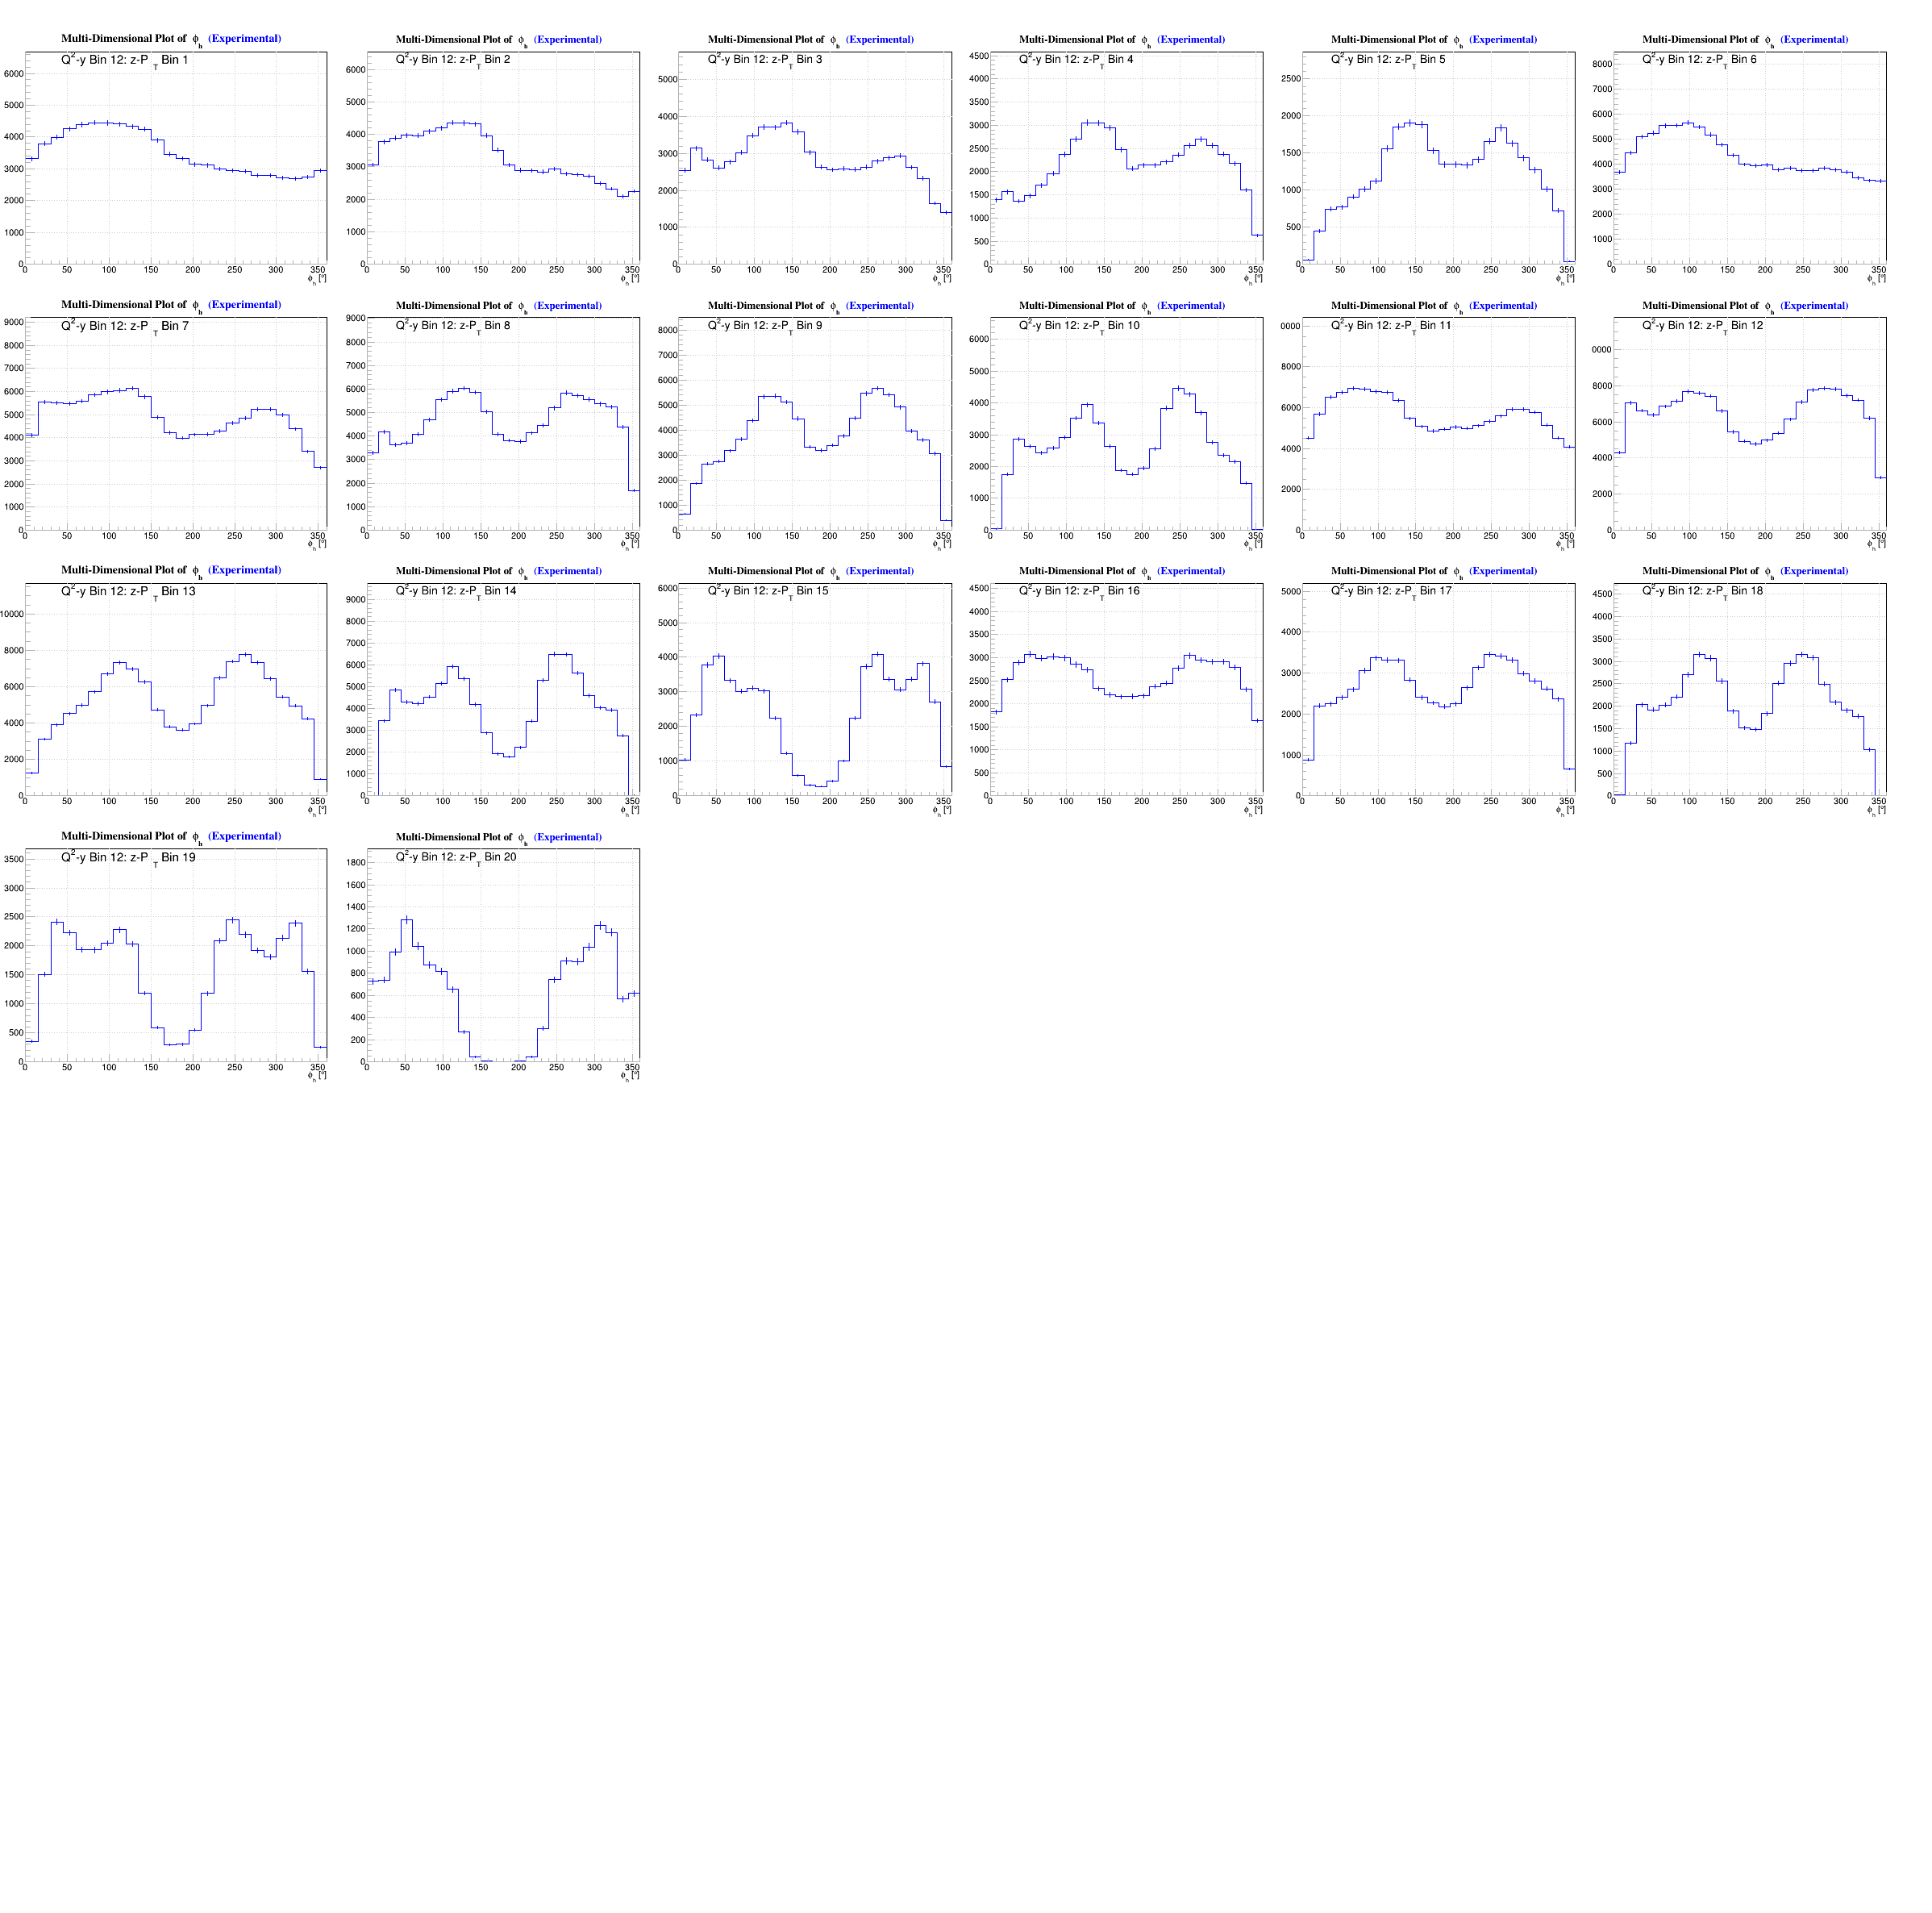 Multi-Dimensional Plot of ϕh (Experimental)
Q²-y Bin 12: z-PT Bin 1
Multi-Dimensional Plot of ϕh (Experimental)
Q²-y Bin 12: z-PT Bin 2
Multi-Dimensional Plot of ϕh (Experimental)
Q²-y Bin 12: z-PT Bin 3
Multi-Dimensional Plot of ϕh (Experimental)
Q²-y Bin 12: z-PT Bin 4
Multi-Dimensional Plot of ϕh (Experimental)
Q²-y Bin 12: z-PT Bin 5
Multi-Dimensional Plot of ϕh (Experimental)
Q²-y Bin 12: z-PT Bin 6
Multi-Dimensional Plot of ϕh (Experimental)
Q²-y Bin 12: z-PT Bin 7
Multi-Dimensional Plot of ϕh (Experimental)
Q²-y Bin 12: z-PT Bin 8
Multi-Dimensional Plot of ϕh (Experimental)
Q²-y Bin 12: z-PT Bin 9
Multi-Dimensional Plot of ϕh (Experimental)
Q²-y Bin 12: z-PT Bin 10
Multi-Dimensional Plot of ϕh (Experimental)
Q²-y Bin 12: z-PT Bin 11
Multi-Dimensional Plot of ϕh (Experimental)
Q²-y Bin 12: z-PT Bin 12
Multi-Dimensional Plot of ϕh (Experimental)
Q²-y Bin 12: z-PT Bin 13
Multi-Dimensional Plot of ϕh (Experimental)
Q²-y Bin 12: z-PT Bin 14
Multi-Dimensional Plot of ϕh (Experimental)
Q²-y Bin 12: z-PT Bin 15
Multi-Dimensional Plot of ϕh (Experimental)
Q²-y Bin 12: z-PT Bin 16
Multi-Dimensional Plot of ϕh (Experimental)
Q²-y Bin 12: z-PT Bin 17
Multi-Dimensional Plot of ϕh (Experimental)
Q²-y Bin 12: z-PT Bin 18
Multi-Dimensional Plot of ϕh (Experimental)
Q²-y Bin 12: z-PT Bin 19
Multi-Dimensional Plot of ϕh (Experimental)
Q²-y Bin 12: z-PT Bin 20
0 50 100 150 200 250 300 350
ϕh [°]